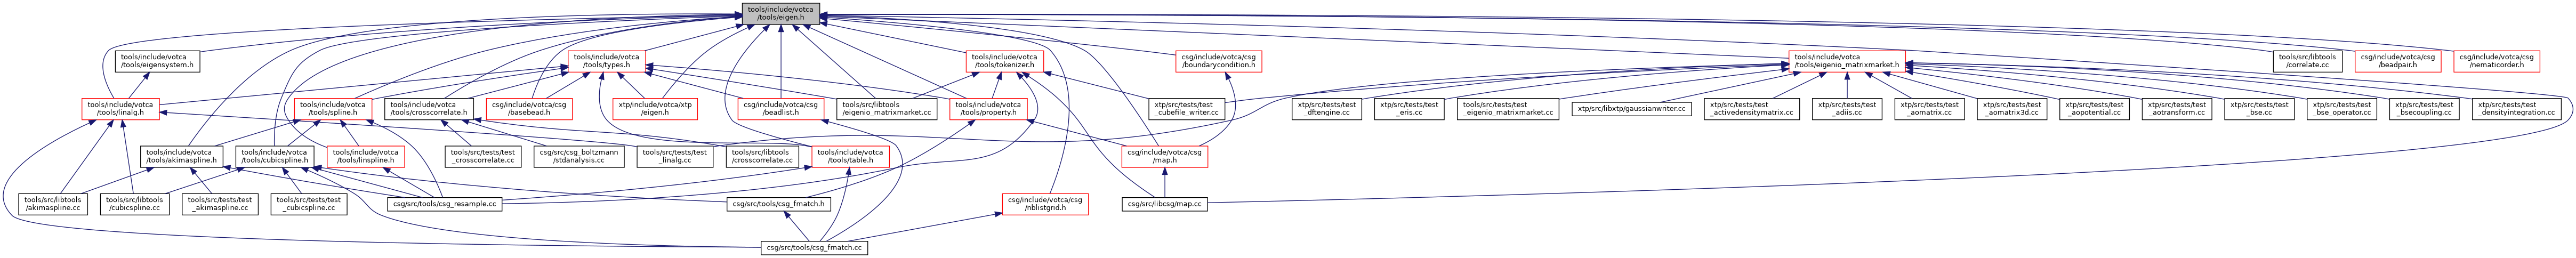 tools/include/votca
/tools/eigen.h
tools/include/votca
/tools/eigensystem.h
tools/include/votca
/tools/types.h
tools/include/votca
/tools/tokenizer.h
csg/include/votca/csg
/boundarycondition.h
tools/include/votca
/tools/eigenio_matrixmarket.h
tools/src/libtools
/correlate.cc
csg/include/votca/csg
/beadpair.h
csg/include/votca/csg
/nematicorder.h
tools/include/votca
/tools/linalg.h
tools/include/votca
/tools/spline.h
tools/include/votca
/tools/crosscorrelate.h
csg/include/votca/csg
/basebead.h
xtp/include/votca/xtp
/eigen.h
csg/include/votca/csg
/beadlist.h
tools/src/libtools
/eigenio_matrixmarket.cc
tools/include/votca
/tools/property.h
xtp/src/tests/test
_cubefile_writer.cc
xtp/src/tests/test
_dftengine.cc
xtp/src/tests/test
_eris.cc
tools/src/tests/test
_eigenio_matrixmarket.cc
xtp/src/libxtp/gaussianwriter.cc
xtp/src/tests/test
_activedensitymatrix.cc
xtp/src/tests/test
_adiis.cc
xtp/src/tests/test
_aomatrix.cc
xtp/src/tests/test
_aomatrix3d.cc
xtp/src/tests/test
_aopotential.cc
xtp/src/tests/test
_aotransform.cc
xtp/src/tests/test
_bse.cc
xtp/src/tests/test
_bse_operator.cc
xtp/src/tests/test
_bsecoupling.cc
xtp/src/tests/test
_densityintegration.cc
tools/include/votca
/tools/akimaspline.h
tools/include/votca
/tools/cubicspline.h
tools/include/votca
/tools/linspline.h
tools/src/tests/test
_crosscorrelate.cc
csg/src/csg_boltzmann
/stdanalysis.cc
tools/src/tests/test
_linalg.cc
tools/src/libtools
/crosscorrelate.cc
tools/include/votca
/tools/table.h
csg/include/votca/csg
/map.h
tools/src/libtools
/akimaspline.cc
tools/src/libtools
/cubicspline.cc
tools/src/tests/test
_akimaspline.cc
tools/src/tests/test
_cubicspline.cc
csg/src/tools/csg_resample.cc
csg/src/tools/csg_fmatch.h
csg/include/votca/csg
/nblistgrid.h
csg/src/libcsg/map.cc
csg/src/tools/csg_fmatch.cc